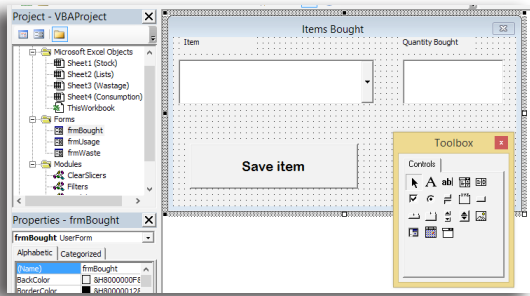 Project - VBAProject
Microsoft Excel Objects
Sheet1 (Stock)
Sheet2 (Lists)
Sheet3 (Wastage)
Sheet4 (Consumption)
ThisWorkbook
Forms
frmBought
frmUsage
frmWaste
Modules
ClearSlicers
Filters
Properties - frmBought
frmBought UserForm
Alphabetic Categorized
(Name) frmBought
BackColor &H8000000F&
BorderColor &H80000012&
Items Bought
Item Quantity Bought
Save item
Toolbox
Controls
A ab|